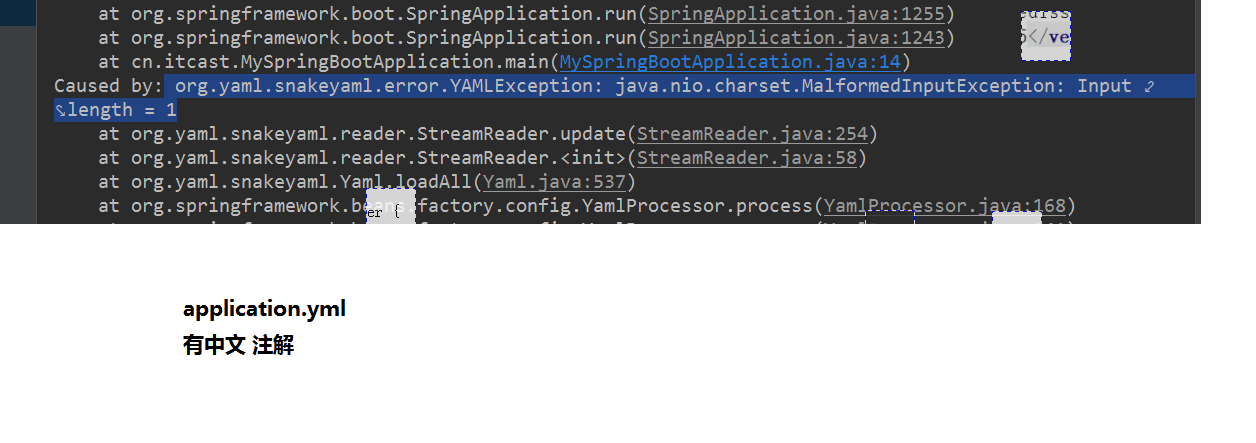 at org.springframework.boot.SpringApplication.run(SpringApplication.java:1255)
at org.springframework.boot.SpringApplication.run(SpringApplication.java:1243)
</ve
at cn.itcast.MySpringBootApplication.main(MySpringBootApplication.java:14)
Caused by: org.yaml.snakeyaml.error.YAMLException: java.nio.charset.MalformedInputException: Input
length = 1
at org.yaml.snakeyaml.reader.StreamReader.update(StreamReader.java:254)
at org.yaml.snakeyaml.reader.StreamReader.<init>(StreamReader.java:58)
at org.yaml.snakeyaml.Yaml.loadAll(Yaml.java:537)
at org.springframework.beans.factory.config.YamlProcessor.process(YamlProcessor.java:168)
er {
application.yml
有中文 注解